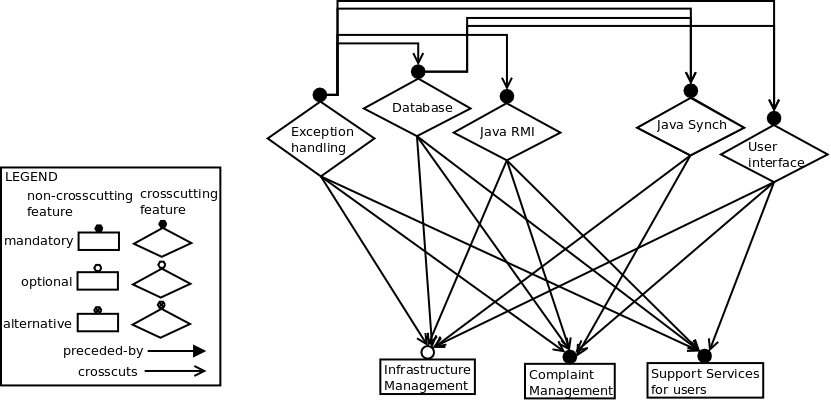 Exception
handling
Database
Java RMI
Java Synch
User
interface
LEGEND
non-crosscutting
feature
crosscutting
feature
mandatory
optional
alternative
preceded-by
crosscuts
Infrastructure
Management
Complaint
Management
Support Services
for users